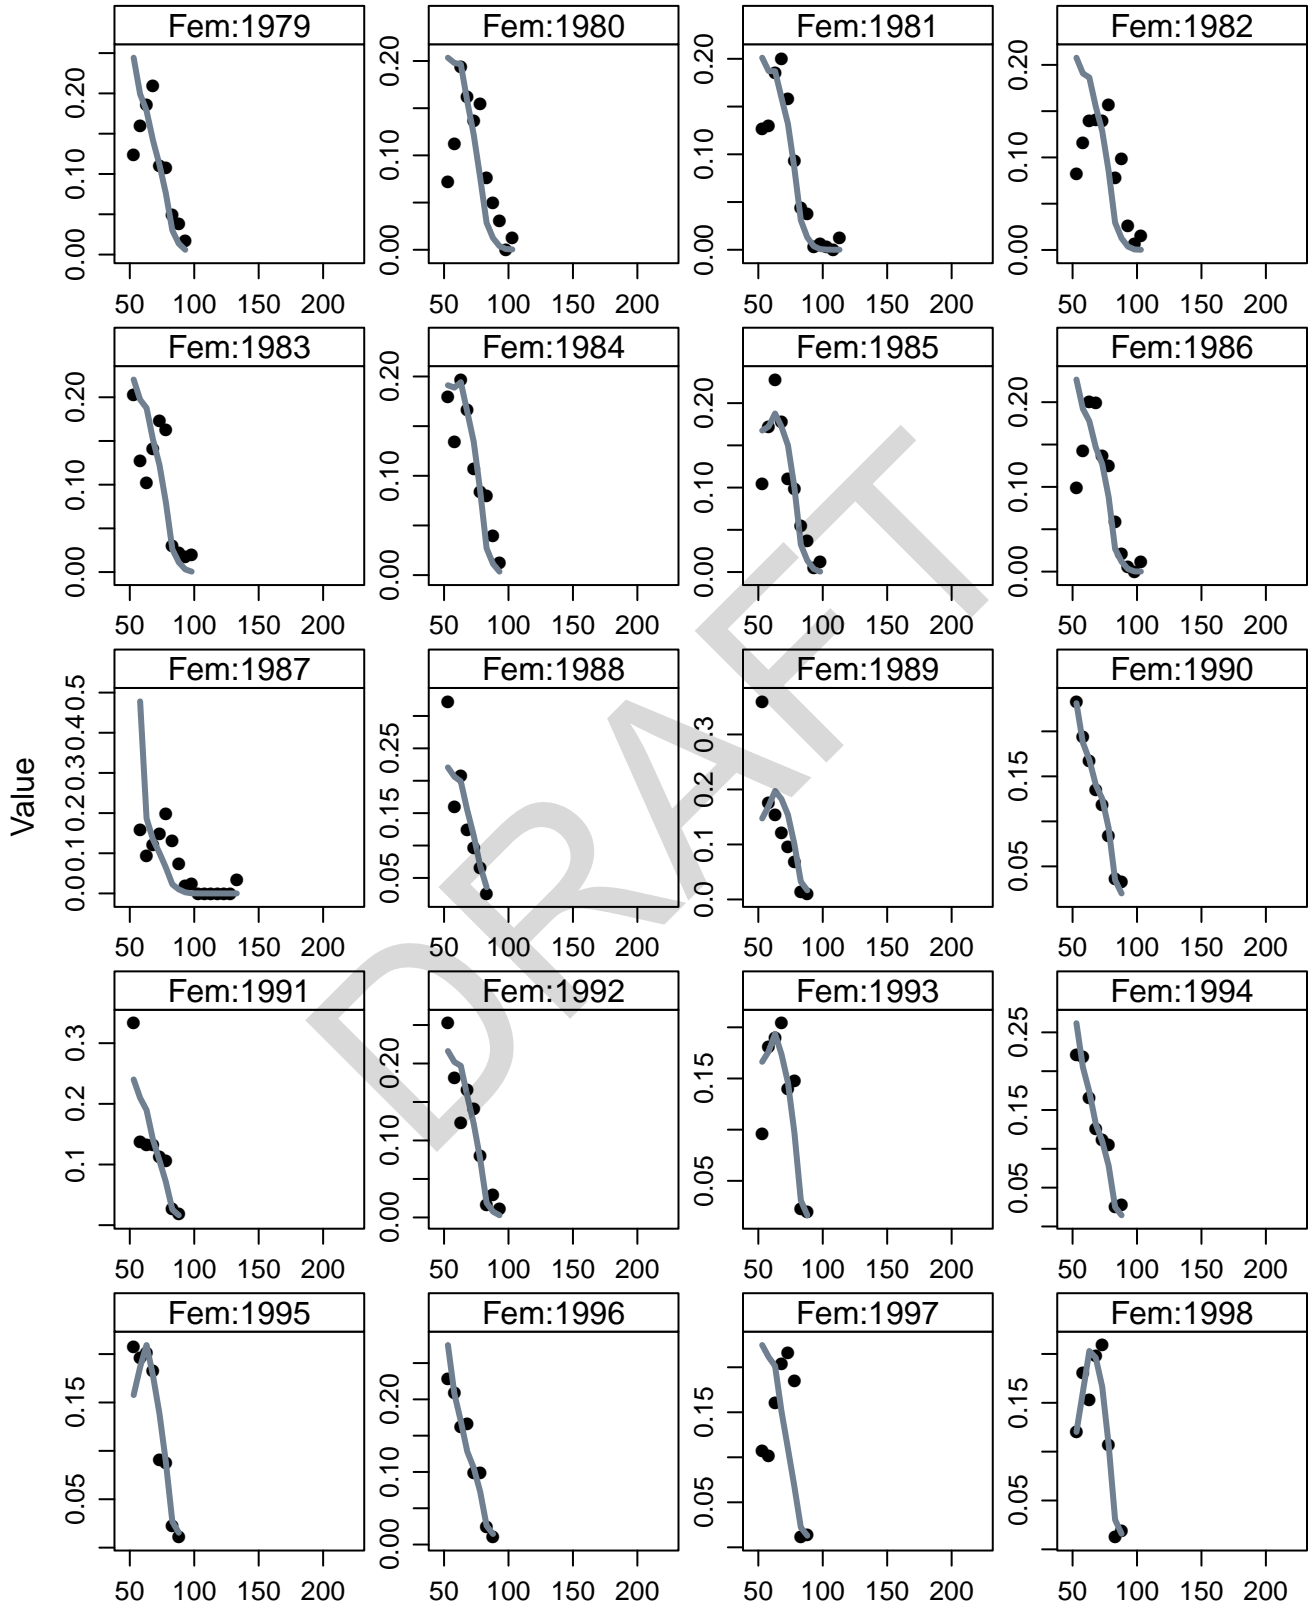 Fem:1979 Fem:1980 Fem:1981 Fem:1982
0.00 0.10 0.20 0.00 0.10 0.20 0.00 0.10 0.20 0.00 0.10 0.20
50 100 150 200 50 100 150 200 50 100 150 200 50 100 150 200
Fem:1983 Fem:1984 Fem:1985 Fem:1986
0.00 0.10 0.20 0.00 0.10 0.20 0.00 0.10 0.20 0.00 0.10 0.20
50 100 150 200 50 100 150 200 50 100 150 200 50 100 150 200
Value
Fem:1987 Fem:1988 Fem:1989 Fem:1990
0.0 0.1 0.2 0.3 0.4 0.5 0.05 0.15 0.25 0.0 0.1 0.2 0.3 0.05 0.15
50 100 150 200 50 100 150 200 50 100 150 200 50 100 150 200
Fem:1991 Fem:1992 Fem:1993 Fem:1994
0.1 0.2 0.3 0.00 0.10 0.20 0.05 0.15 0.05 0.15 0.25
50 100 150 200 50 100 150 200 50 100 150 200 50 100 150 200
Fem:1995 Fem:1996 Fem:1997 Fem:1998
0.05 0.15 0.00 0.10 0.20 0.05 0.15 0.05 0.15
50 100 150 200 50 100 150 200 50 100 150 200 50 100 150 200
DRAFT